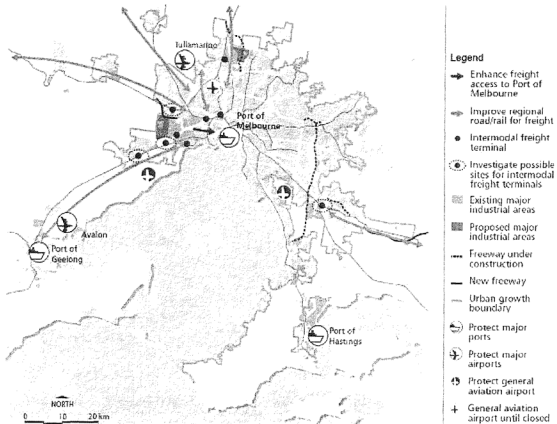 Tullamarine
Port of
Melbourne
Avalon
Port of
Geelong
Port of
Hastings
NORTH
0 10 20 km
Legend
Enhance freight
access to Port of
Melbourne
Improve regional
road/rail for freight
Intermodal freight
terminal
Investigate possible
sites for intermodal
freight terminals
Existing major
industrial areas
Proposed major
industrial areas
Freeway under
construction
New freeway
Urban growth
boundary
Protect major
ports
Protect major
airports
Protect general
aviation airport
General aviation
airport until closed